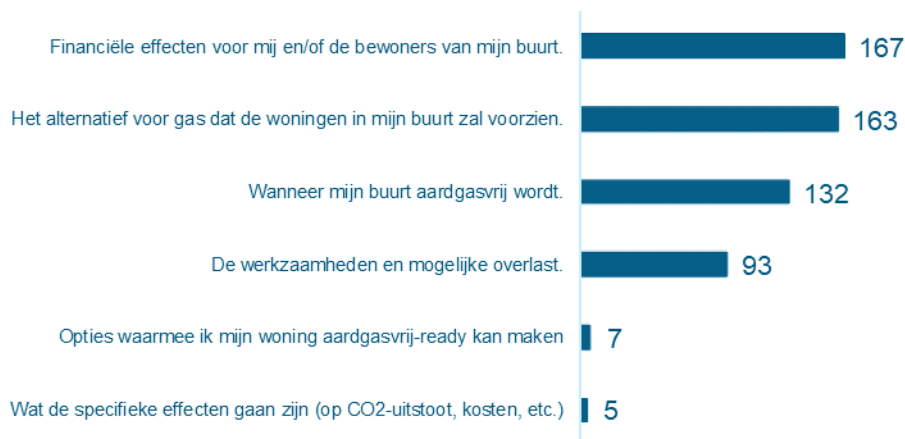 Financiële effecten voor mij en/of de bewoners van mijn buurt. 167
Het alternatief voor gas dat de woningen in mijn buurt zal voorzien. 163
Wanneer mijn buurt aardgasvrij wordt. 132
De werkzaamheden en mogelijke overlast. 93
Opties waarmee ik mijn woning aardgasvrij-ready kan maken 7
Wat de specifieke effecten gaan zijn (op CO2-uitstoot, kosten, etc.) 5